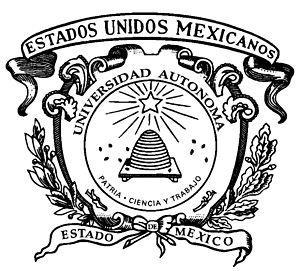 ESTADOS UNIDOS MEXICANOS
UNIVERSIDAD AUTONOMA
PATRIA · CIENCIA Y TRABAJO
ESTADO DE MEXICO